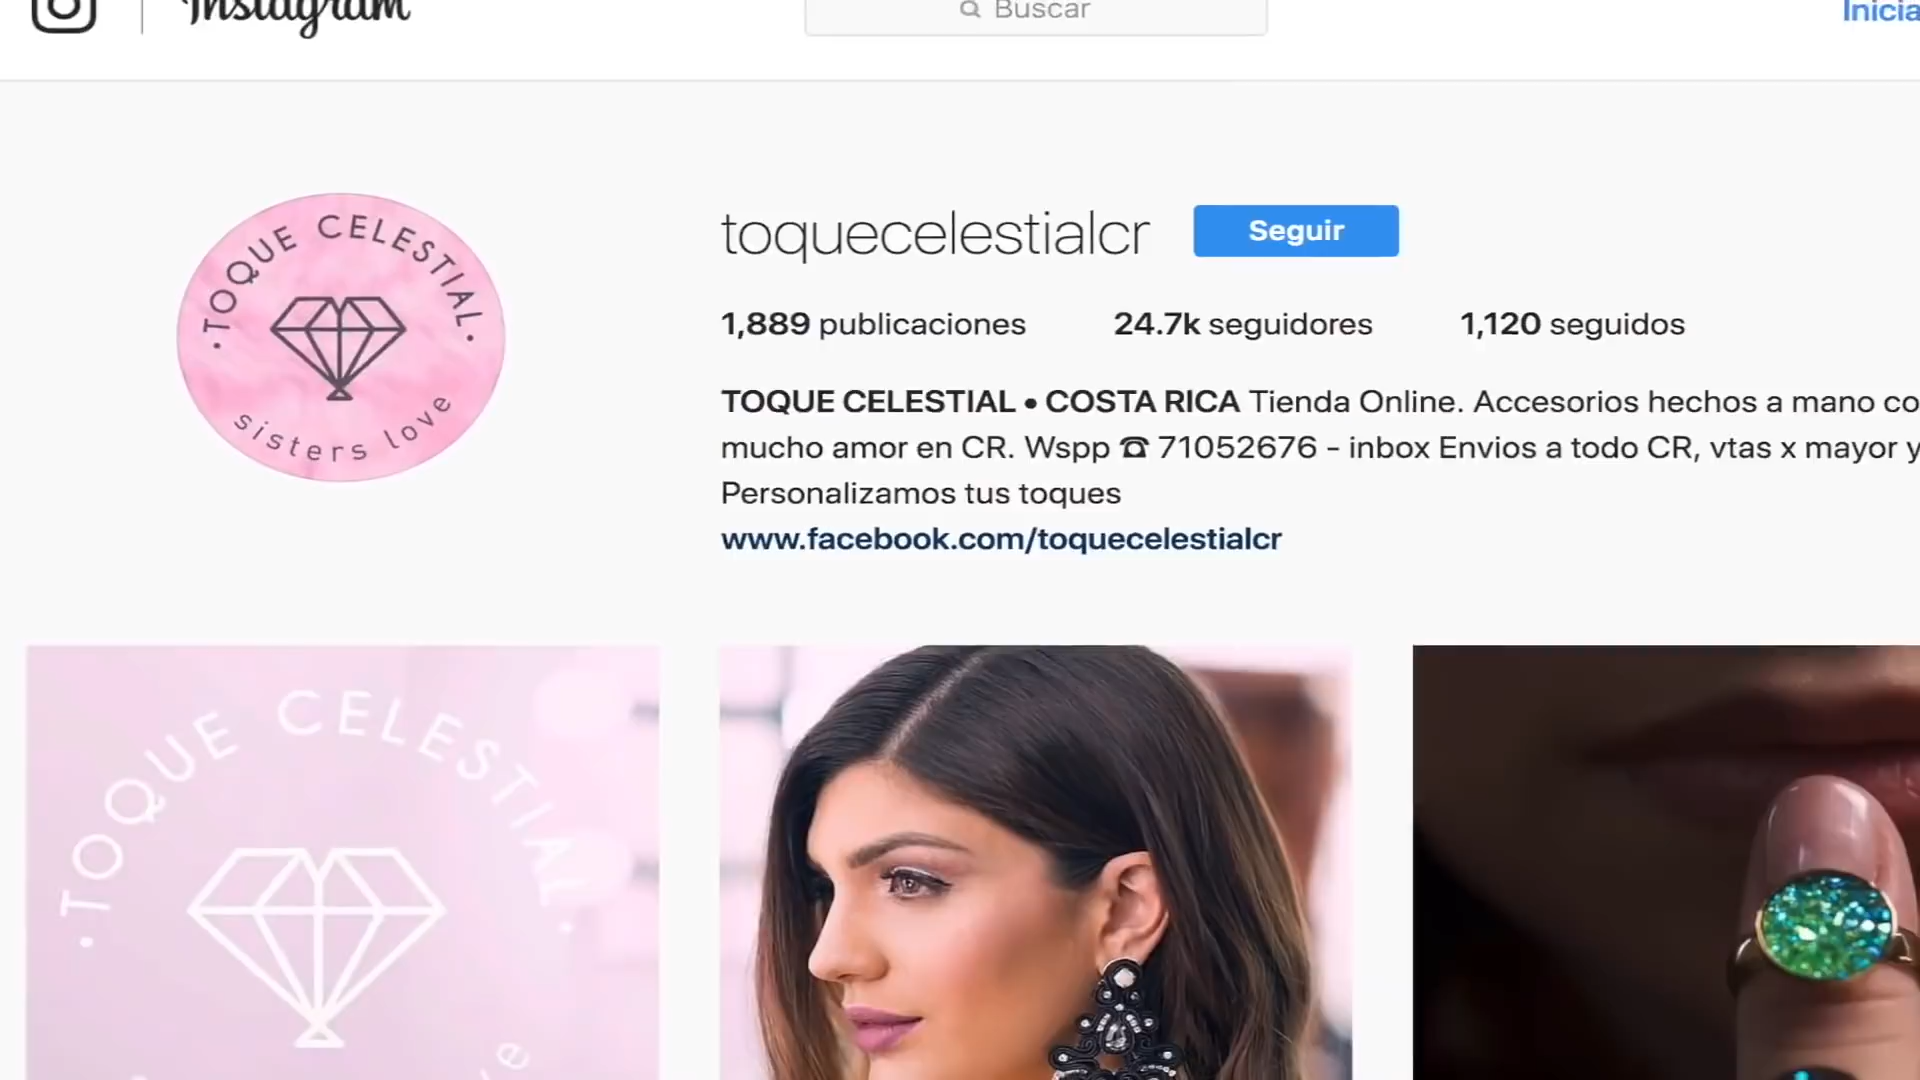 Instagram
Buscar
Inicia
TOQUE CELESTIAL
sisters love
toquecelestialcr
Seguir
1,889 publicaciones
24.7k seguidores
1,120 seguidos
TOQUE CELESTIAL • COSTA RICA Tienda Online. Accesorios hechos a mano co
mucho amor en CR. Wspp ☎ 71052676 - inbox Envios a todo CR, vtas x mayor y
Personalizamos tus toques
www.facebook.com/toquecelestialcr
TOQUE CELESTIAL